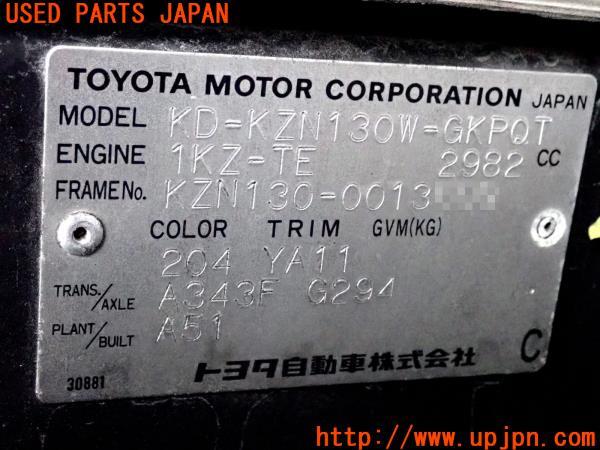 USED PARTS JAPAN
TOYOTA MOTOR CORPORATION JAPAN
MODEL KD-KZN130W-GKPQT
ENGINE 1KZ-TE 2982 CC
FRAME No. KZN130-0013
COLOR TRIM GVM(KG)
204 YA11
TRANS./AXLE A343F G294
PLANT/BUILT A51
トヨタ自動車株式会社 C
30881
http://www.upjpn.com